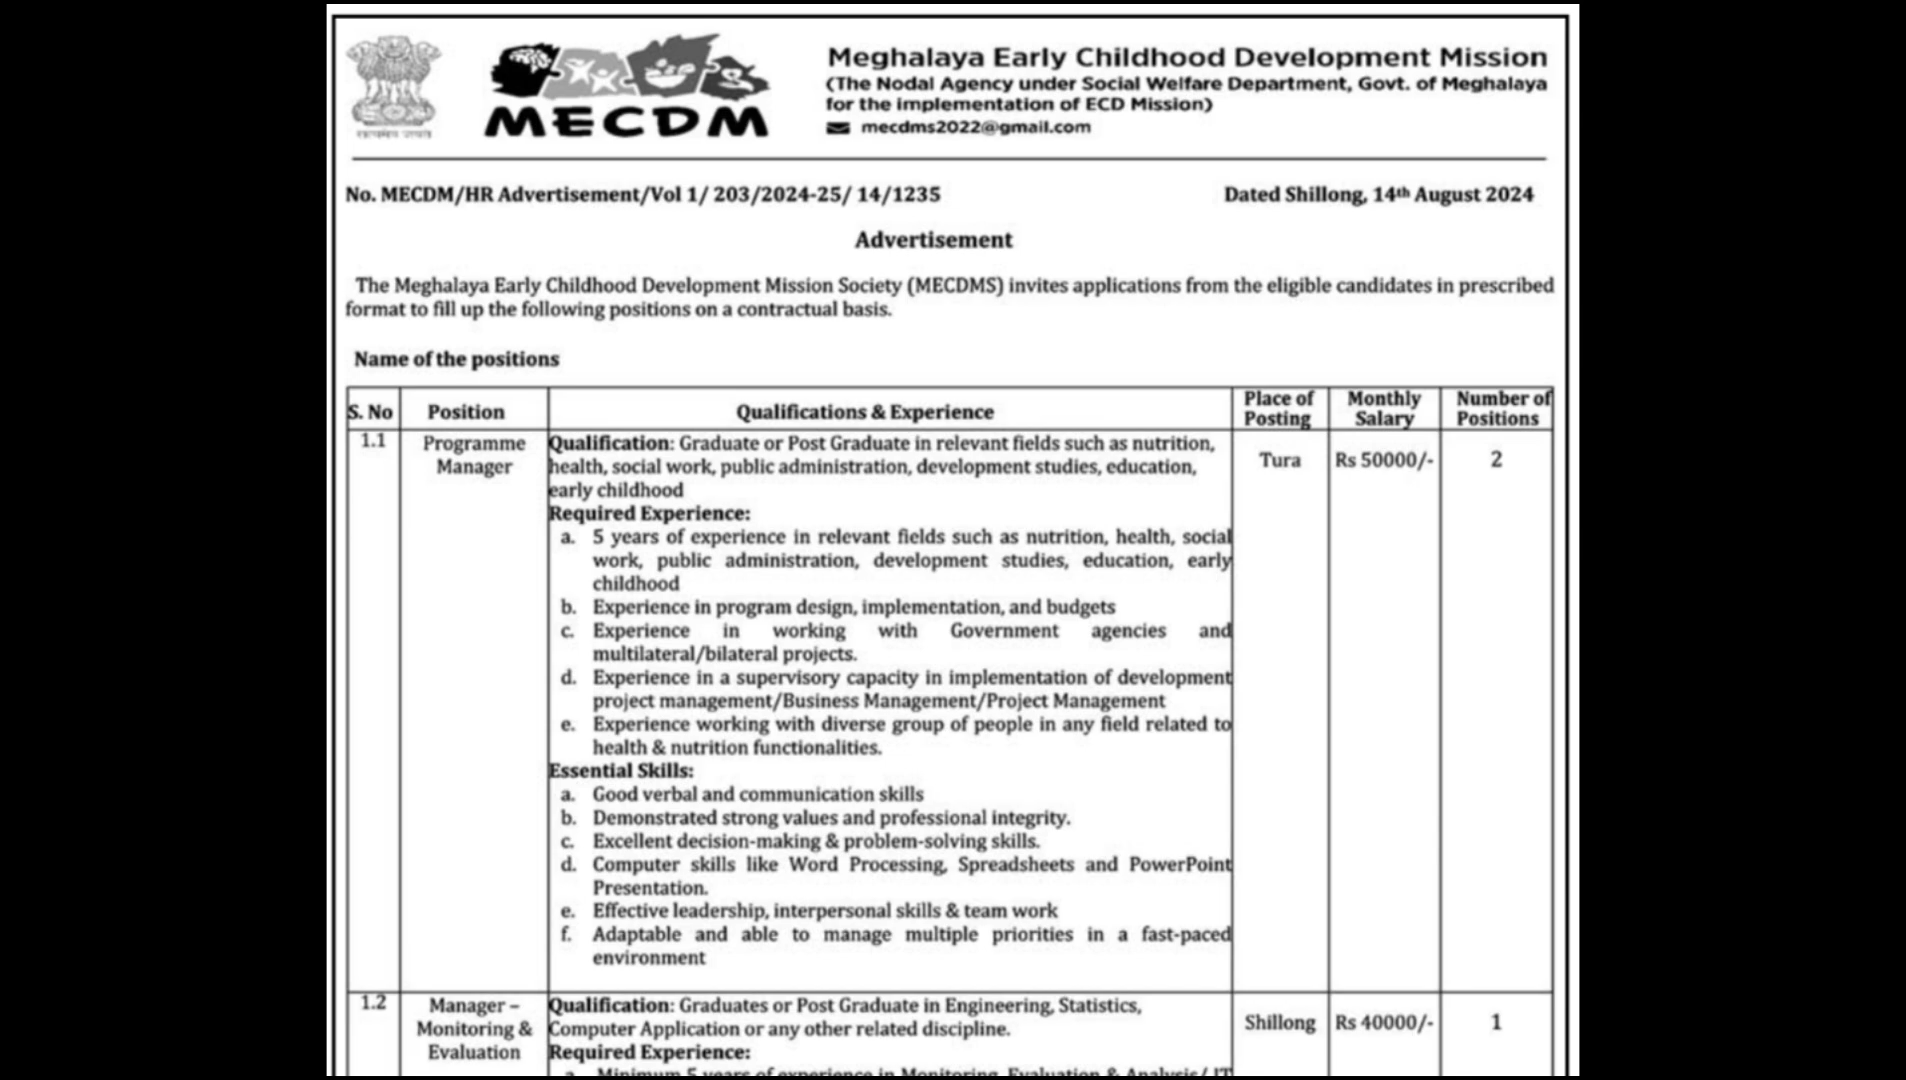 सत्यमेव जयते
MECDM
Meghalaya Early Childhood Development Mission
(The Nodal Agency under Social Welfare Department, Govt. of Meghalaya
for the implementation of ECD Mission)
mecdms2022@gmail.com
No. MECDM/HR Advertisement/Vol 1/ 203/2024-25/ 14/1235
Dated Shillong, 14th August 2024
Advertisement
The Meghalaya Early Childhood Development Mission Society (MECDMS) invites applications from the eligible candidates in prescribed
format to fill up the following positions on a contractual basis.
Name of the positions
S. No
Position
Qualifications & Experience
Place of
Posting
Monthly
Salary
Number of
Positions
1.1
Programme
Manager
Qualification: Graduate or Post Graduate in relevant fields such as nutrition,
health, social work, public administration, development studies, education,
early childhood
Required Experience:
a. 5 years of experience in relevant fields such as nutrition, health, social
work, public administration, development studies, education, early
childhood
b. Experience in program design, implementation, and budgets
c. Experience in working with Government agencies and
multilateral/bilateral projects.
d. Experience in a supervisory capacity in implementation of development
project management/Business Management/Project Management
e. Experience working with diverse group of people in any field related to
health & nutrition functionalities.
Essential Skills:
a. Good verbal and communication skills
b. Demonstrated strong values and professional integrity.
c. Excellent decision-making & problem-solving skills.
d. Computer skills like Word Processing, Spreadsheets and PowerPoint
Presentation.
e. Effective leadership, interpersonal skills & team work
f. Adaptable and able to manage multiple priorities in a fast-paced
environment
Tura
Rs 50000/-
2
1.2
Manager –
Monitoring &
Evaluation
Qualification: Graduates or Post Graduate in Engineering, Statistics,
Computer Application or any other related discipline.
Required Experience:
a. Minimum 5 years of experience in Monitoring, Evaluation & Analysis/ IT
Shillong
Rs 40000/-
1